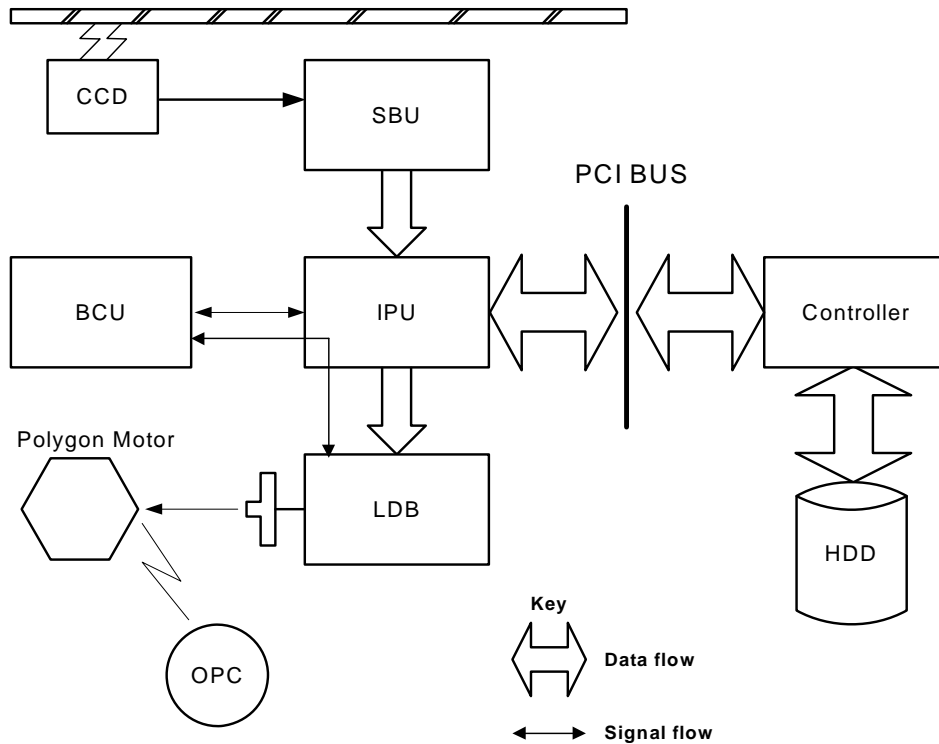 CCD
SBU
PCI BUS
BCU
IPU
Controller
Polygon Motor
LDB
HDD
OPC
Key
Data flow
Signal flow